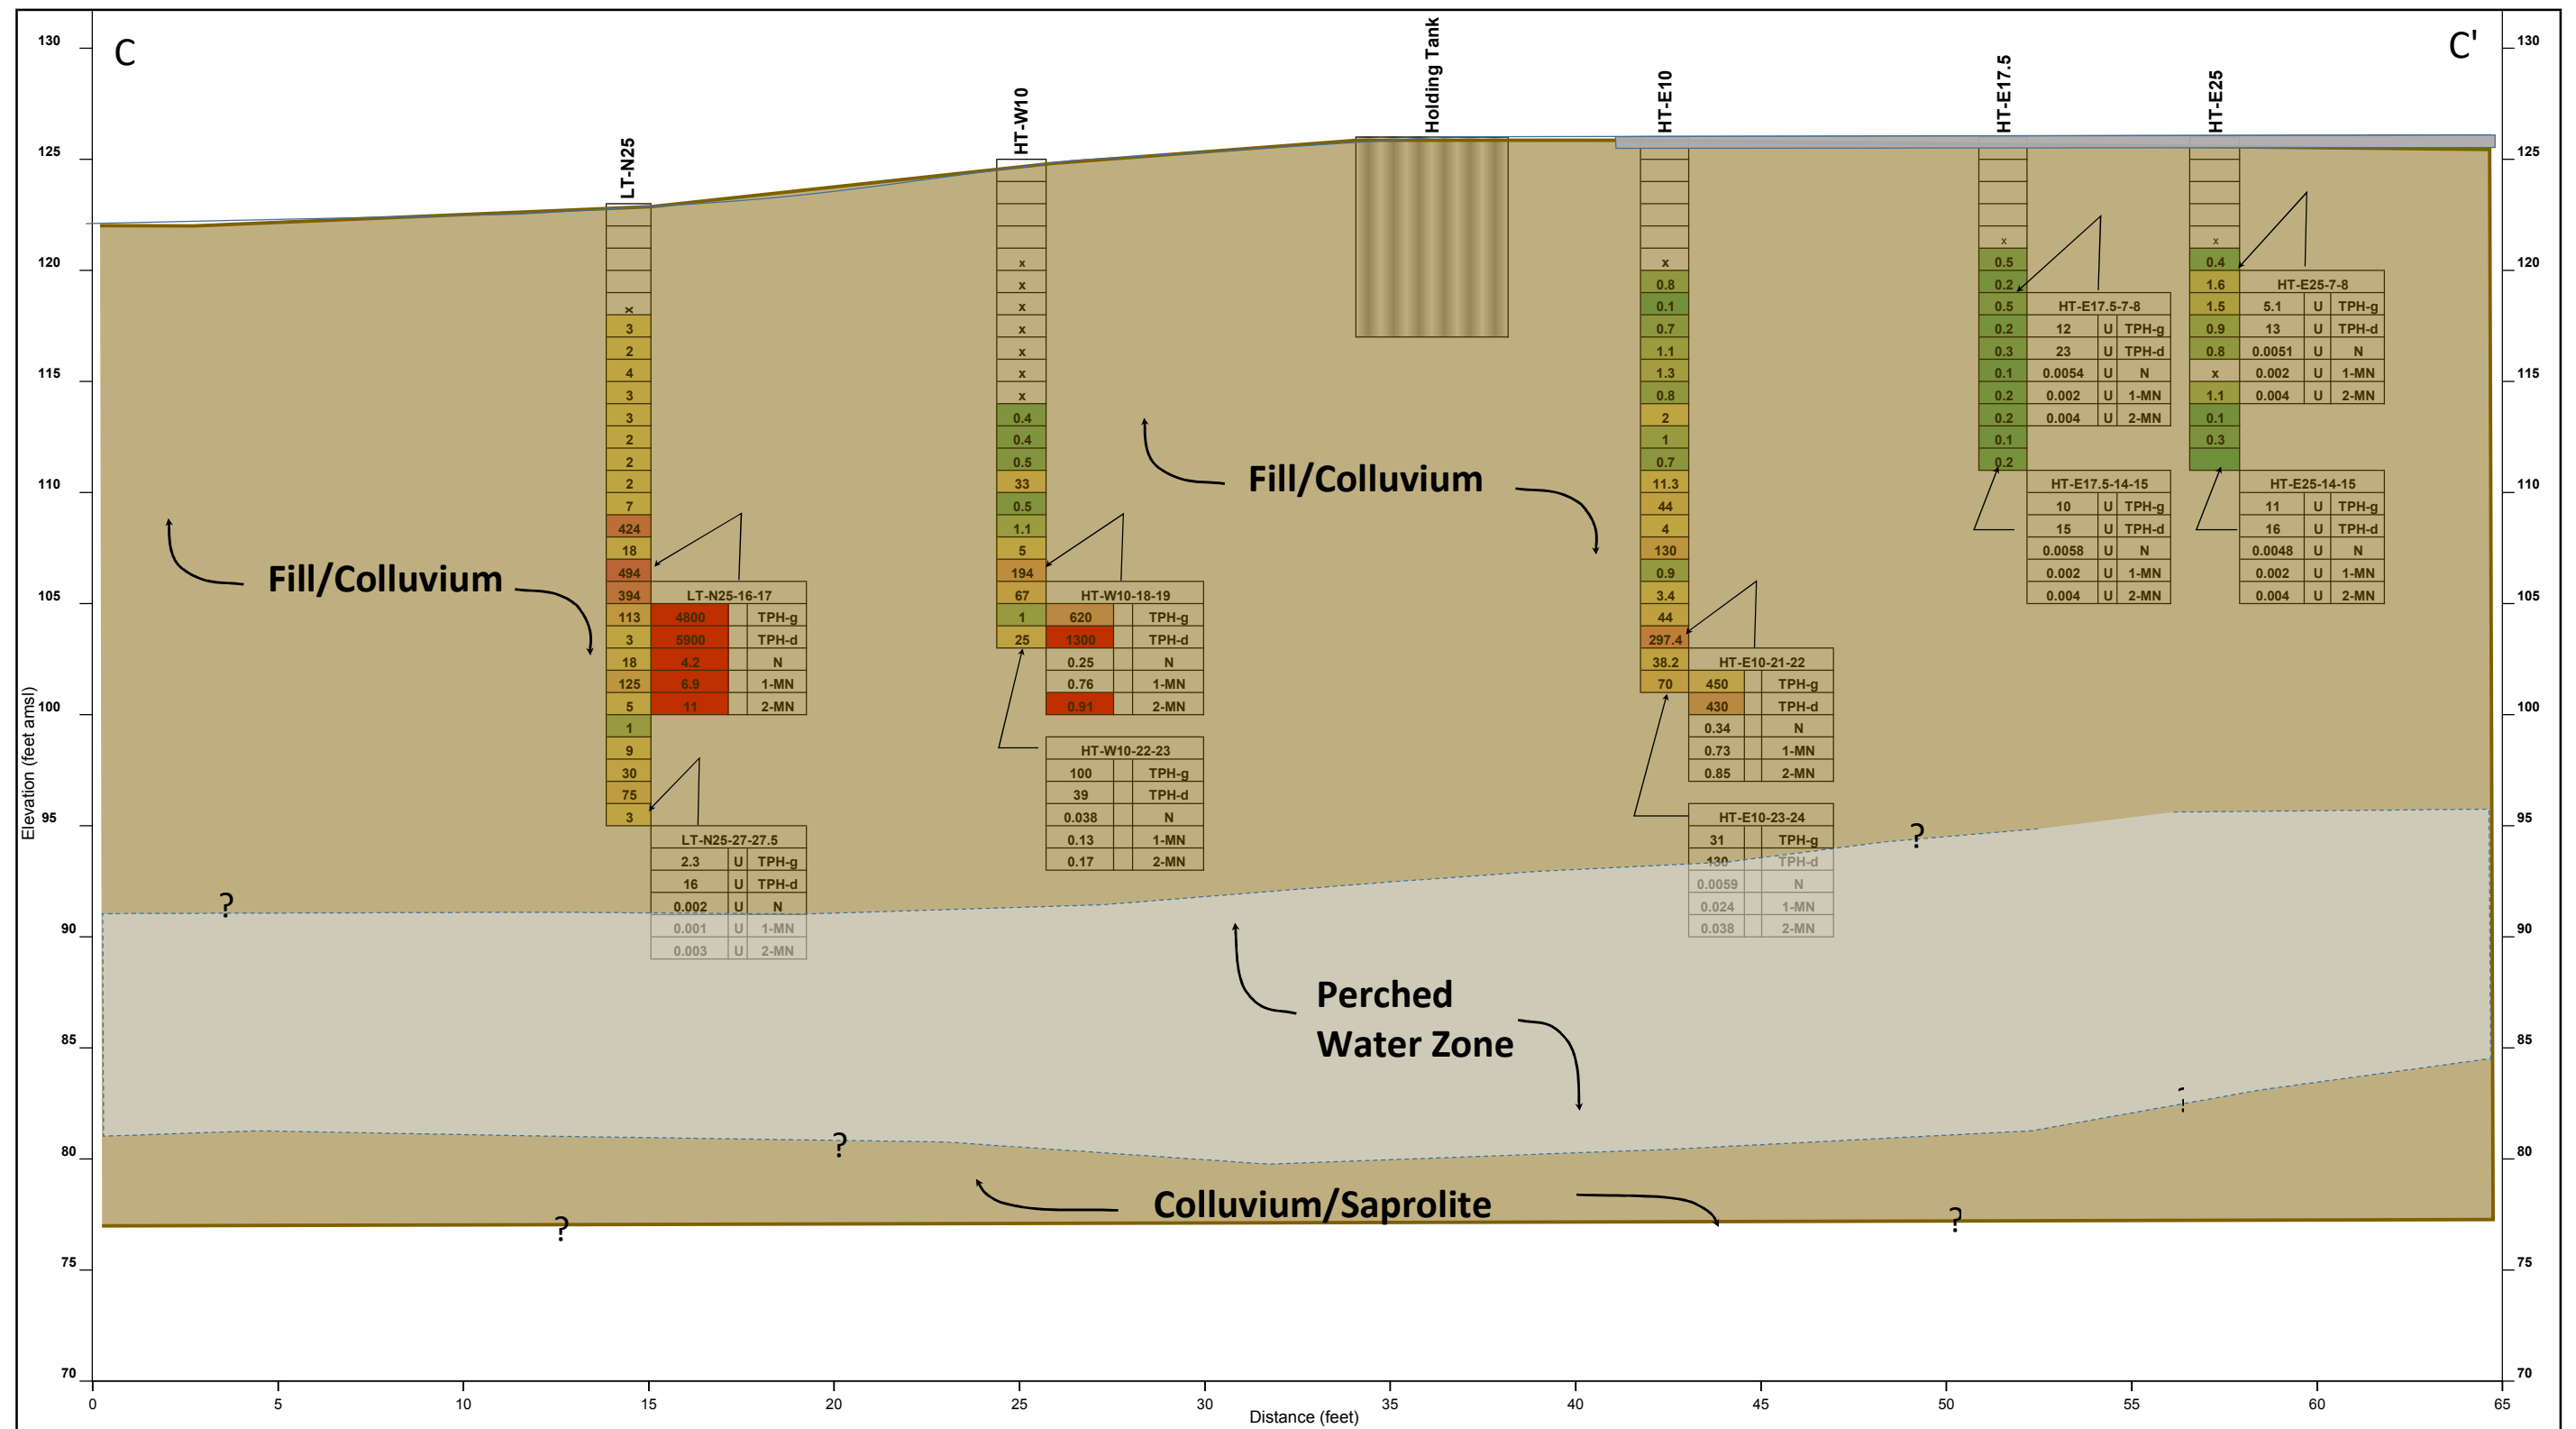 C
C'
LT-N25
HT-W10
Holding Tank
HT-E10
HT-E17.5
HT-E25
Elevation (feet amsl)
130
125
120
115
110
105
100
95
90
85
80
75
70
130
125
120
115
110
105
100
95
90
85
80
75
70
x
3
2
4
3
3
2
2
2
7
424
18
494
394
113
3
18
125
5
1
9
30
75
3
LT-N25-16-17
4800 TPH-g
5900 TPH-d
4.2 N
6.9 1-MN
11 2-MN
LT-N25-27-27.5
2.3 U TPH-g
16 U TPH-d
0.002 U N
0.001 U 1-MN
0.003 U 2-MN
x
x
x
x
x
x
x
0.4
0.4
0.5
33
0.5
1.1
5
194
67
1
25
HT-W10-18-19
620 TPH-g
1300 TPH-d
0.25 N
0.76 1-MN
0.91 2-MN
HT-W10-22-23
100 TPH-g
39 TPH-d
0.038 N
0.13 1-MN
0.17 2-MN
x
0.8
0.1
0.7
1.1
1.3
0.8
2
1
0.7
11.3
44
4
130
0.9
3.4
44
297.4
38.2
70
HT-E10-21-22
450 TPH-g
430 TPH-d
0.34 N
0.73 1-MN
0.85 2-MN
HT-E10-23-24
31 TPH-g
130 TPH-d
0.0059 N
0.024 1-MN
0.038 2-MN
x
0.5
0.2
0.5
0.2
0.3
0.1
0.2
0.2
0.1
0.2
HT-E17.5-7-8
12 U TPH-g
23 U TPH-d
0.0054 U N
0.002 U 1-MN
0.004 U 2-MN
HT-E17.5-14-15
10 U TPH-g
15 U TPH-d
0.0058 U N
0.002 U 1-MN
0.004 U 2-MN
x
0.4
1.6
1.5
0.9
0.8
x
1.1
0.1
0.3
HT-E25-7-8
5.1 U TPH-g
13 U TPH-d
0.0051 U N
0.002 U 1-MN
0.004 U 2-MN
HT-E25-14-15
11 U TPH-g
16 U TPH-d
0.0048 U N
0.002 U 1-MN
0.004 U 2-MN
Fill/Colluvium
Fill/Colluvium
?
?
Perched
Water Zone
?
Colluvium/Saprolite
?
?
0 5 10 15 20 25 30 35 40 45 50 55 60 65
Distance (feet)